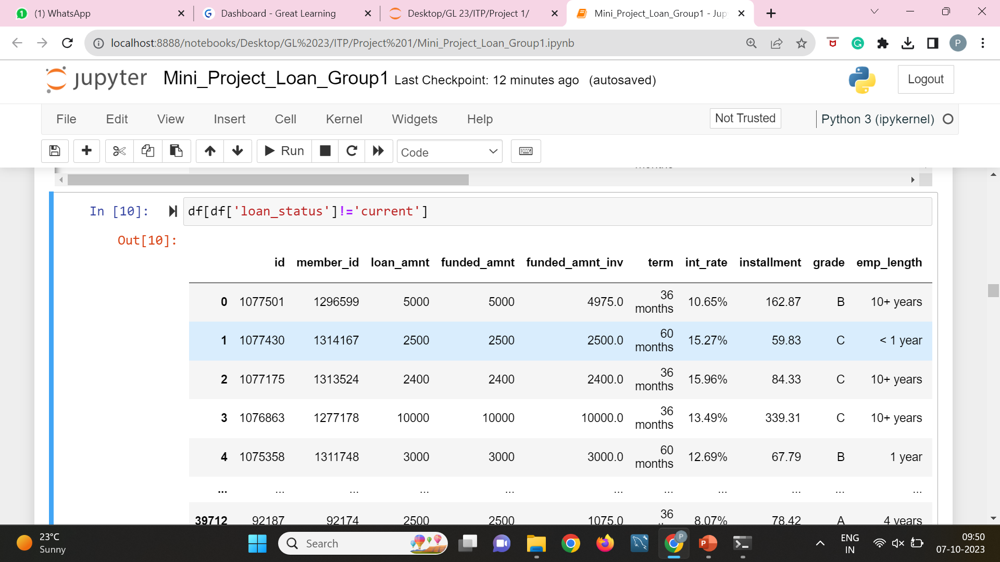 (1) WhatsApp
Dashboard - Great Learning
Desktop/GL 23/ITP/Project 1/
Mini_Project_Loan_Group1 - Jup
localhost:8888/notebooks/Desktop/GL%2023/ITP/Project%201/Mini_Project_Loan_Group1.ipynb
P
jupyter Mini_Project_Loan_Group1 Last Checkpoint: 12 minutes ago (autosaved)
Logout
File Edit View Insert Cell Kernel Widgets Help Not Trusted Python 3 (ipykernel)
Run Code
In [10]: df[df['loan_status']!='current']
Out[10]:
id member_id loan_amnt funded_amnt funded_amnt_inv term int_rate installment grade emp_length
0 1077501 1296599 5000 5000 4975.0 36 months 10.65% 162.87 B 10+ years
1 1077430 1314167 2500 2500 2500.0 60 months 15.27% 59.83 C < 1 year
2 1077175 1313524 2400 2400 2400.0 36 months 15.96% 84.33 C 10+ years
3 1076863 1277178 10000 10000 10000.0 36 months 13.49% 339.31 C 10+ years
4 1075358 1311748 3000 3000 3000.0 60 months 12.69% 67.79 B 1 year
... ... ... ... ... ... ... ... ... ... ...
39712 92187 92174 2500 2500 1075.0 36 8.07% 78.42 A 4 years
23°C
Sunny
Search
ENG
IN
09:50
07-10-2023